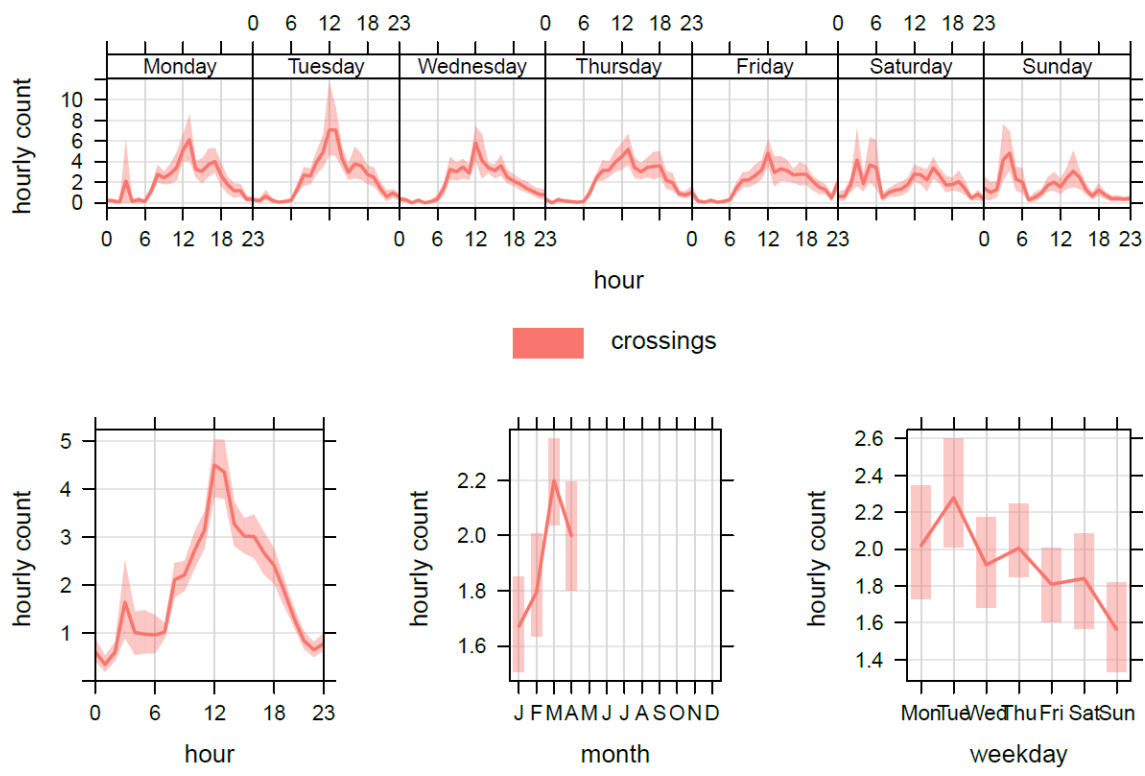 0 6 12 18 23 0 6 12 18 23 0 6 12 18 23
Monday Tuesday Wednesday Thursday Friday Saturday Sunday
hourly count
10
8
6
4
2
0
0 6 12 18 23 0 6 12 18 23 0 6 12 18 23 0 6 12 18 23
hour
crossings
hourly count
5
4
3
2
1
0 6 12 18 23
hour
hourly count
2.2
2.0
1.8
1.6
J F M A M J J A S O N D
month
hourly count
2.6
2.4
2.2
2.0
1.8
1.6
1.4
Mon Tue Wed Thu Fri Sat Sun
weekday